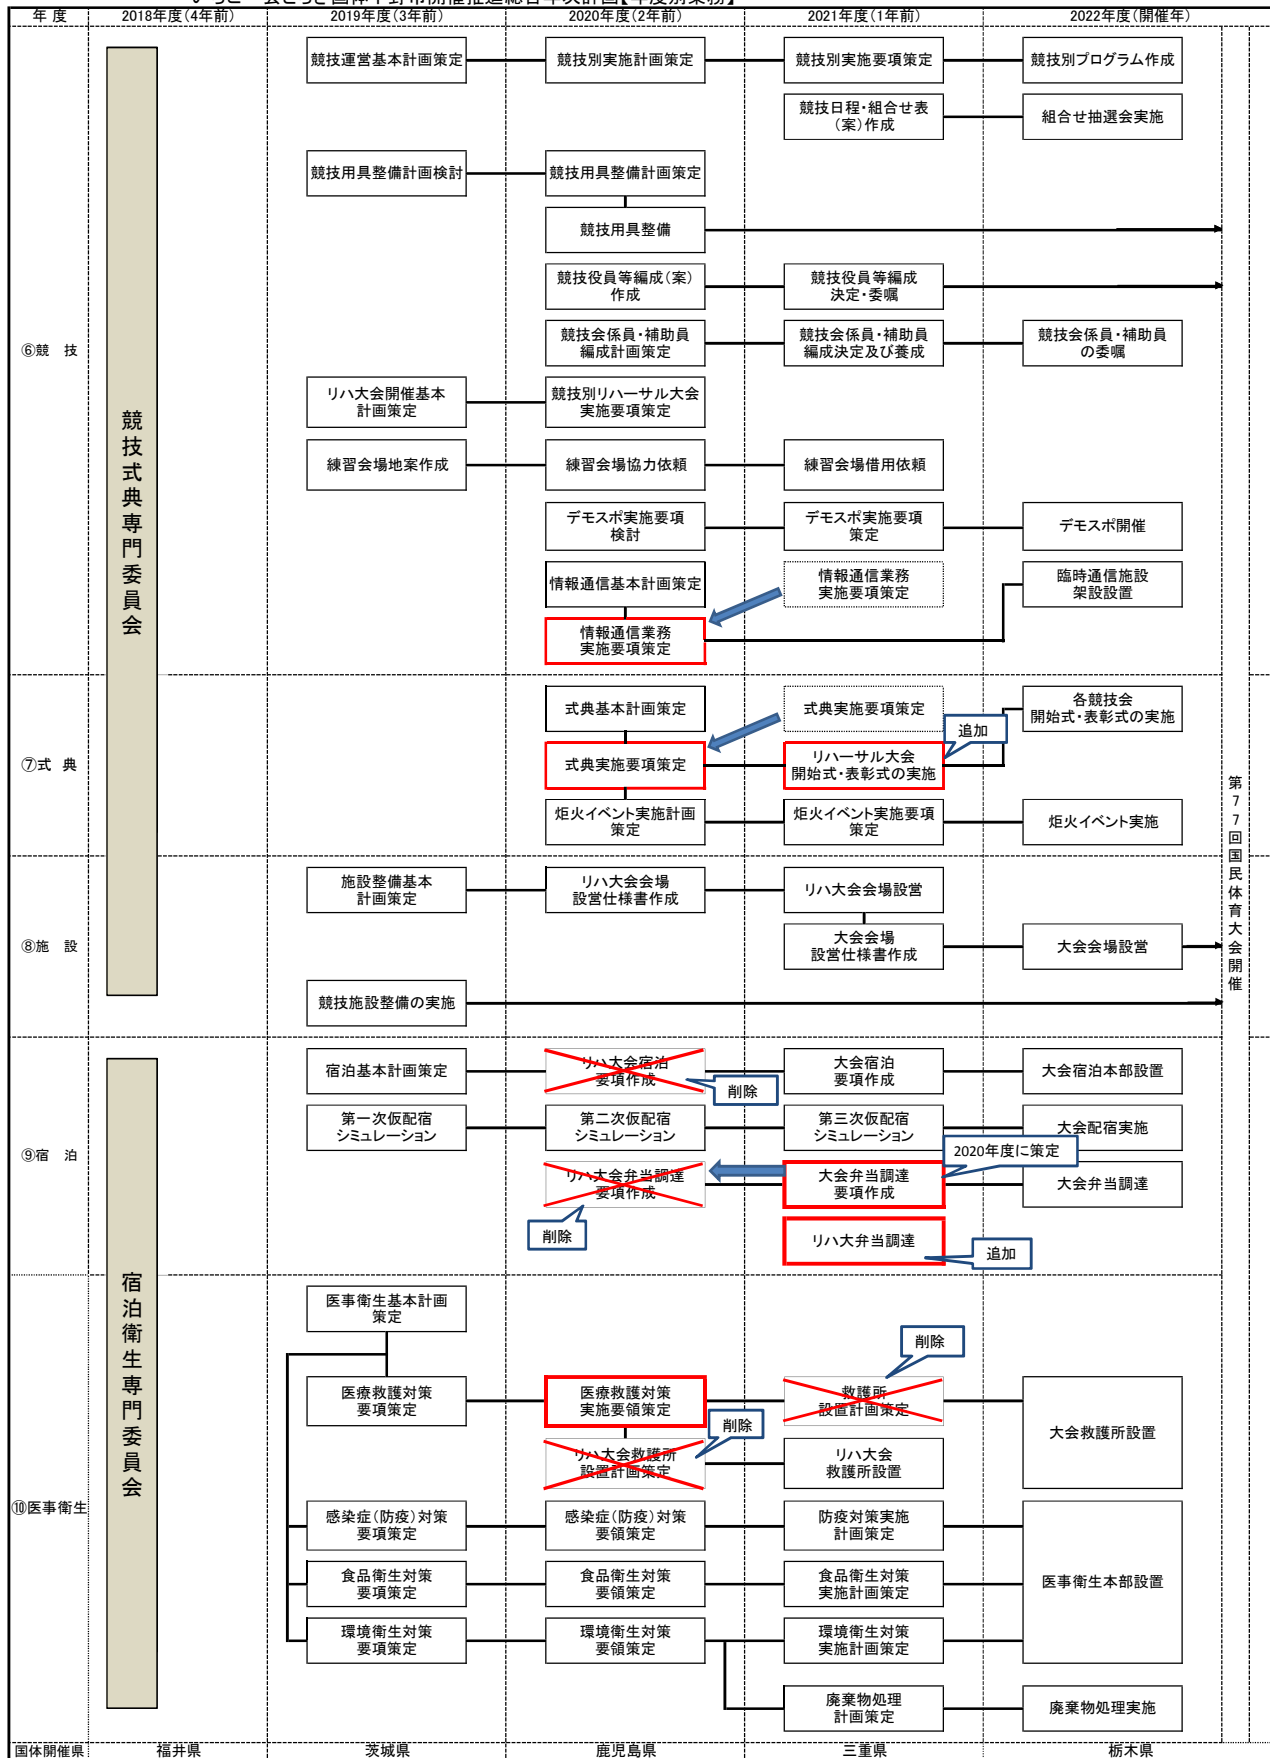 いちご一会とちぎ国体下野市開催推進総合年次計画【年度別業務】
年 度
2018年度(4年前)
2019年度(3年前)
2020年度(2年前)
2021年度(1年前)
2022年度(開催年)
⑥競 技
競技式典専門委員会
競技運営基本計画策定
競技別実施計画策定
競技別実施要項策定
競技別プログラム作成
競技日程・組合せ表
(案)作成
組合せ抽選会実施
競技用具整備計画検討
競技用具整備計画策定
競技用具整備
競技役員等編成(案)
作成
競技役員等編成
決定・委嘱
競技会係員・補助員
編成計画策定
競技会係員・補助員
編成決定及び養成
競技会係員・補助員
の委嘱
リハ大会開催基本
計画策定
競技別リハーサル大会
実施要項策定
練習会場地案作成
練習会場協力依頼
練習会場借用依頼
デモスポ実施要項
検討
デモスポ実施要項
策定
デモスポ開催
情報通信基本計画策定
情報通信業務
実施要項策定
臨時通信施設
架設設置
情報通信業務
実施要項策定
⑦式 典
式典基本計画策定
式典実施要項策定
各競技会
開始式・表彰式の実施
追加
式典実施要項策定
リハーサル大会
開始式・表彰式の実施
炬火イベント実施計画
策定
炬火イベント実施要項
策定
炬火イベント実施
第77回国民体育大会開催
⑧施 設
施設整備基本
計画策定
リハ大会会場
設営仕様書作成
リハ大会会場設営
大会会場
設営仕様書作成
大会会場設営
競技施設整備の実施
⑨宿 泊
宿泊衛生専門委員会
宿泊基本計画策定
リハ大会宿泊
要項作成
削除
大会宿泊
要項作成
大会宿泊本部設置
第一次仮配宿
シミュレーション
第二次仮配宿
シミュレーション
第三次仮配宿
シミュレーション
大会配宿実施
2020年度に策定
リハ大会弁当調達
要項作成
削除
大会弁当調達
要項作成
大会弁当調達
リハ大弁当調達
追加
⑩医事衛生
医事衛生基本計画
策定
削除
医療救護対策
要項策定
医療救護対策
実施要領策定
救護所
設置計画策定
大会救護所設置
削除
リハ大会救護所
設置計画策定
リハ大会
救護所設置
感染症(防疫)対策
要項策定
感染症(防疫)対策
要領策定
防疫対策実施
計画策定
医事衛生本部設置
食品衛生対策
要項策定
食品衛生対策
要領策定
食品衛生対策
実施計画策定
環境衛生対策
要項策定
環境衛生対策
要領策定
環境衛生対策
実施計画策定
廃棄物処理
計画策定
廃棄物処理実施
国体開催県
福井県
茨城県
鹿児島県
三重県
栃木県